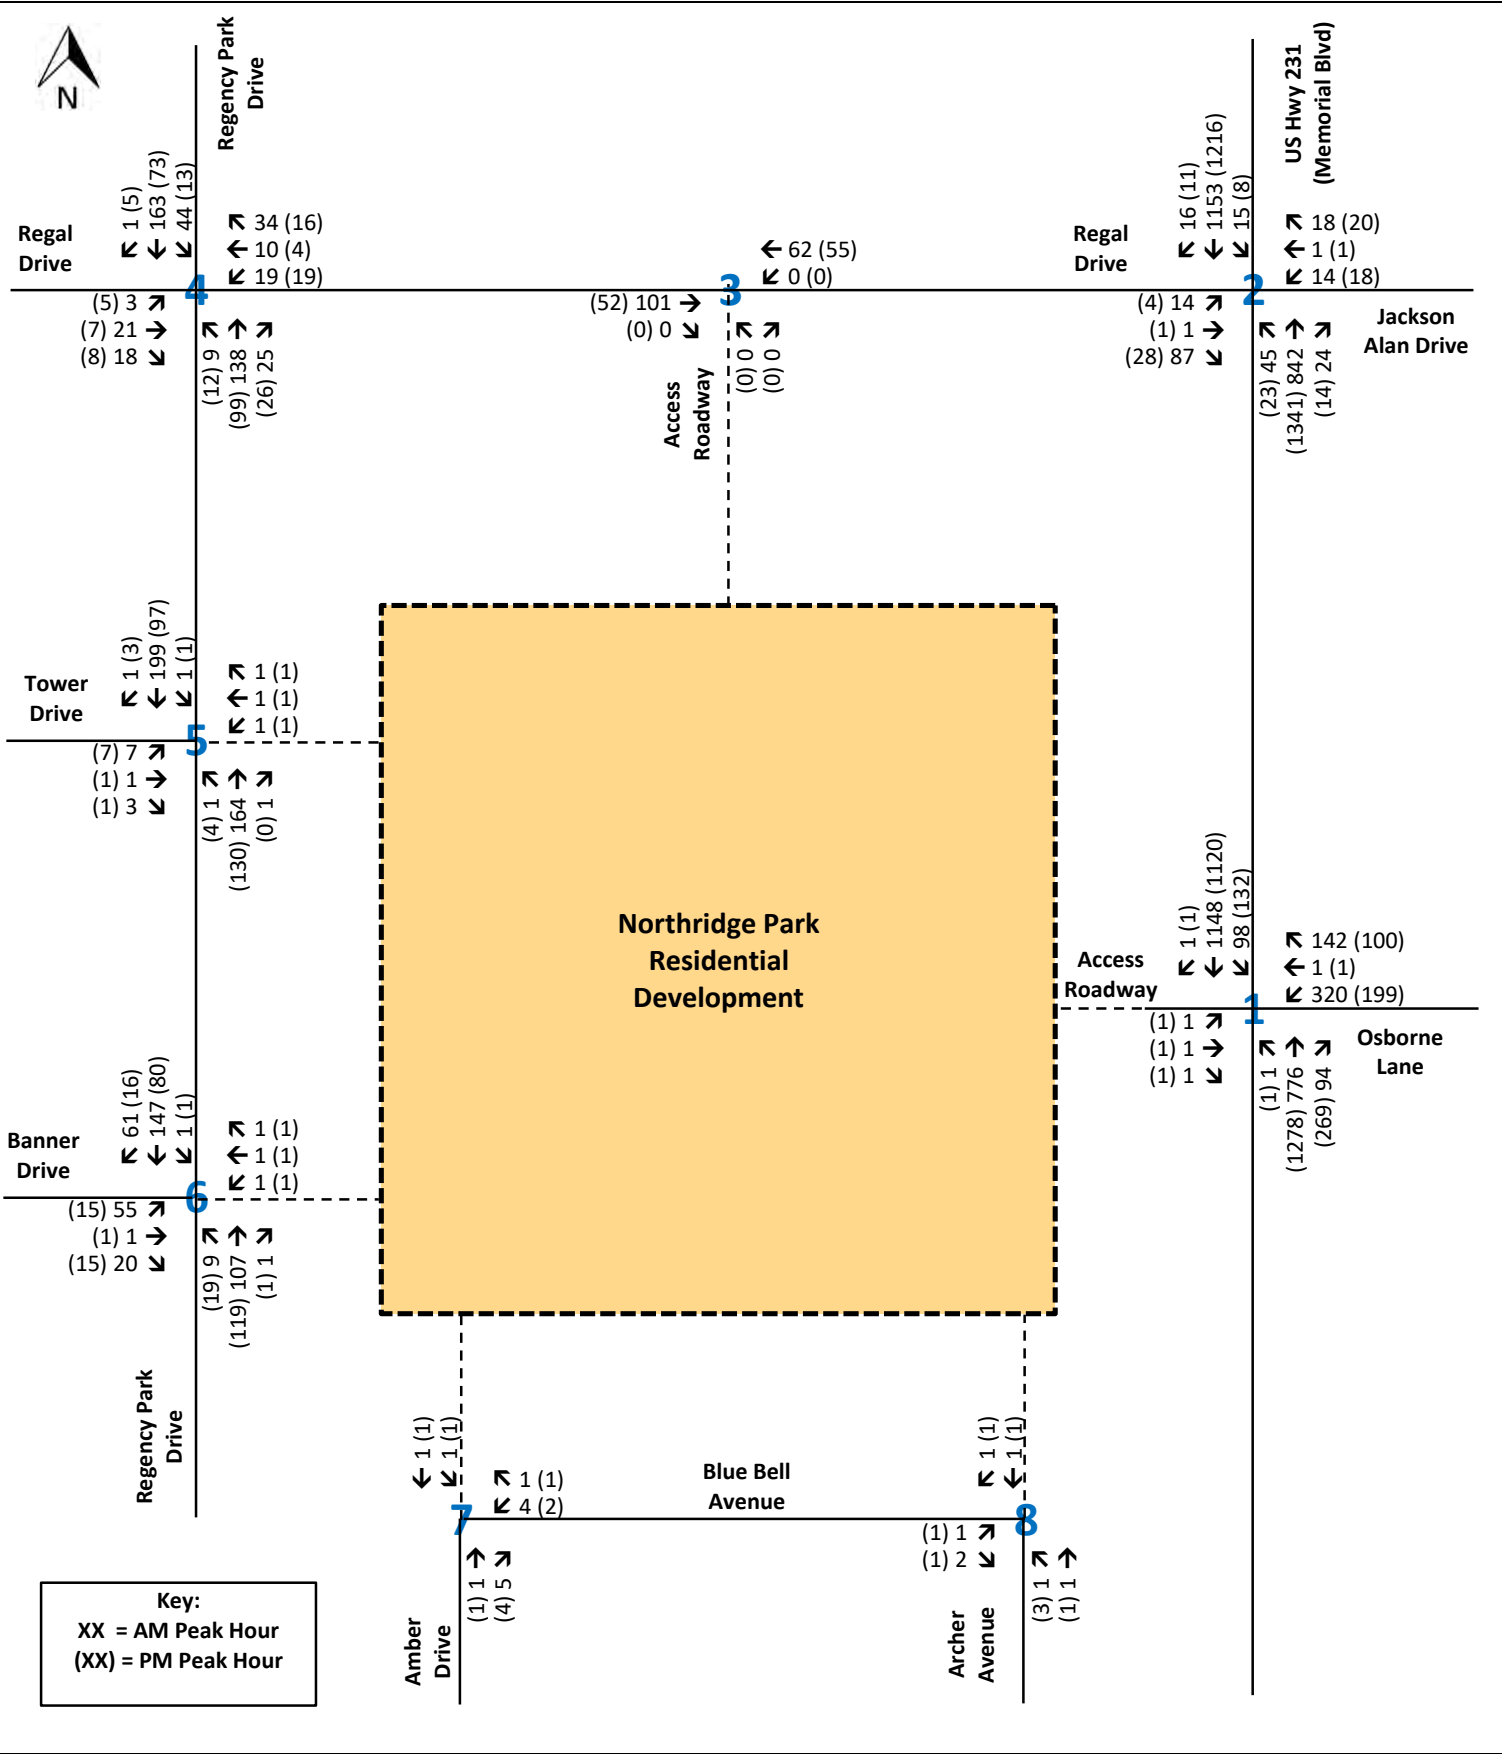 N
Regency Park
Drive
US Hwy 231
(Memorial Blvd)
Regal
Drive
1 (5)
163 (73)
44 (13)
34 (16)
10 (4)
19 (19)
4
(5) 3
(7) 21
(8) 18
(12) 9
(99) 138
(26) 25
62 (55)
0 (0)
3
(52) 101
(0) 0
(0) 0
(0) 0
Access
Roadway
Regal
Drive
16 (11)
1153 (1216)
15 (8)
18 (20)
1 (1)
14 (18)
2
(4) 14
(1) 1
(28) 87
(23) 45
(1341) 842
(14) 24
Jackson
Alan Drive
Tower
Drive
1 (3)
199 (97)
1 (1)
1 (1)
1 (1)
1 (1)
5
(7) 7
(1) 1
(1) 3
(4) 1
(130) 164
(0) 1
Northridge Park
Residential
Development
Access
Roadway
1 (1)
1148 (1120)
98 (132)
142 (100)
1 (1)
320 (199)
1
(1) 1
(1) 1
(1) 1
(1) 1
(1278) 776
(269) 94
Osborne
Lane
Banner
Drive
61 (16)
147 (80)
1 (1)
1 (1)
1 (1)
1 (1)
6
(15) 55
(1) 1
(15) 20
(19) 9
(119) 107
(1) 1
Regency Park
Drive
1 (1)
1 (1)
1 (1)
4 (2)
7
(1) 1
(4) 5
Amber
Drive
Blue Bell
Avenue
1 (1)
1 (1)
8
(1) 1
(1) 2
(3) 1
(1) 1
Archer
Avenue
Key:
XX = AM Peak Hour
(XX) = PM Peak Hour